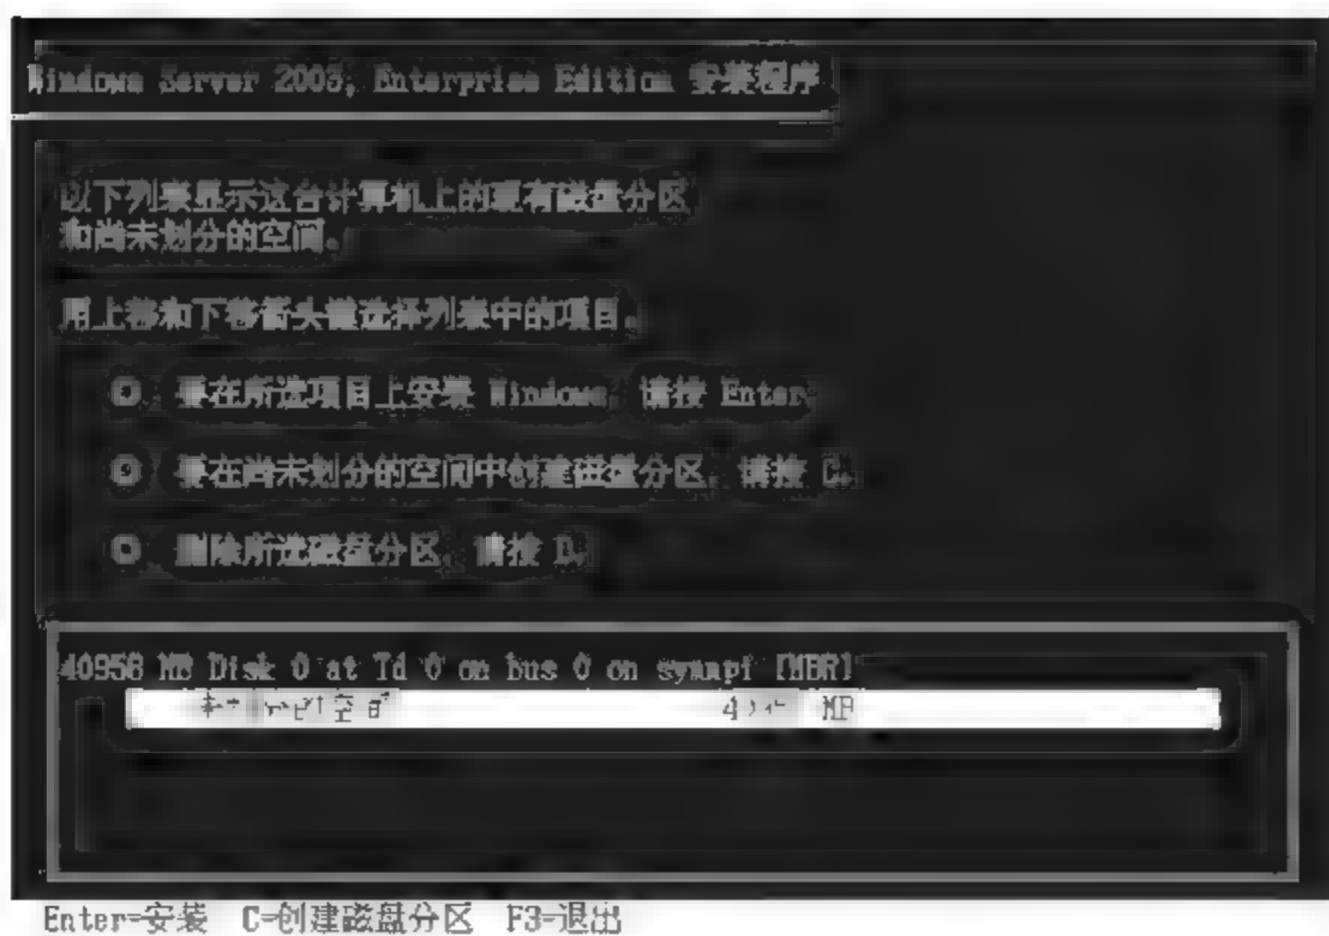 Windows Server 2003, Enterprise Edition 安装程序
以下列表显示这台计算机上的现有磁盘分区
和尚未划分的空间。
用上移和下移箭头键选择列表中的项目。
要在所选项目上安装 Windows, 请按 Enter
要在尚未划分的空间中创建磁盘分区, 请按 C。
删除所选磁盘分区, 请按 D。
40958 MB Disk 0 at Id 0 on bus 0 on symmpi [MBR]
MB
Enter=安装 C=创建磁盘分区 F3=退出